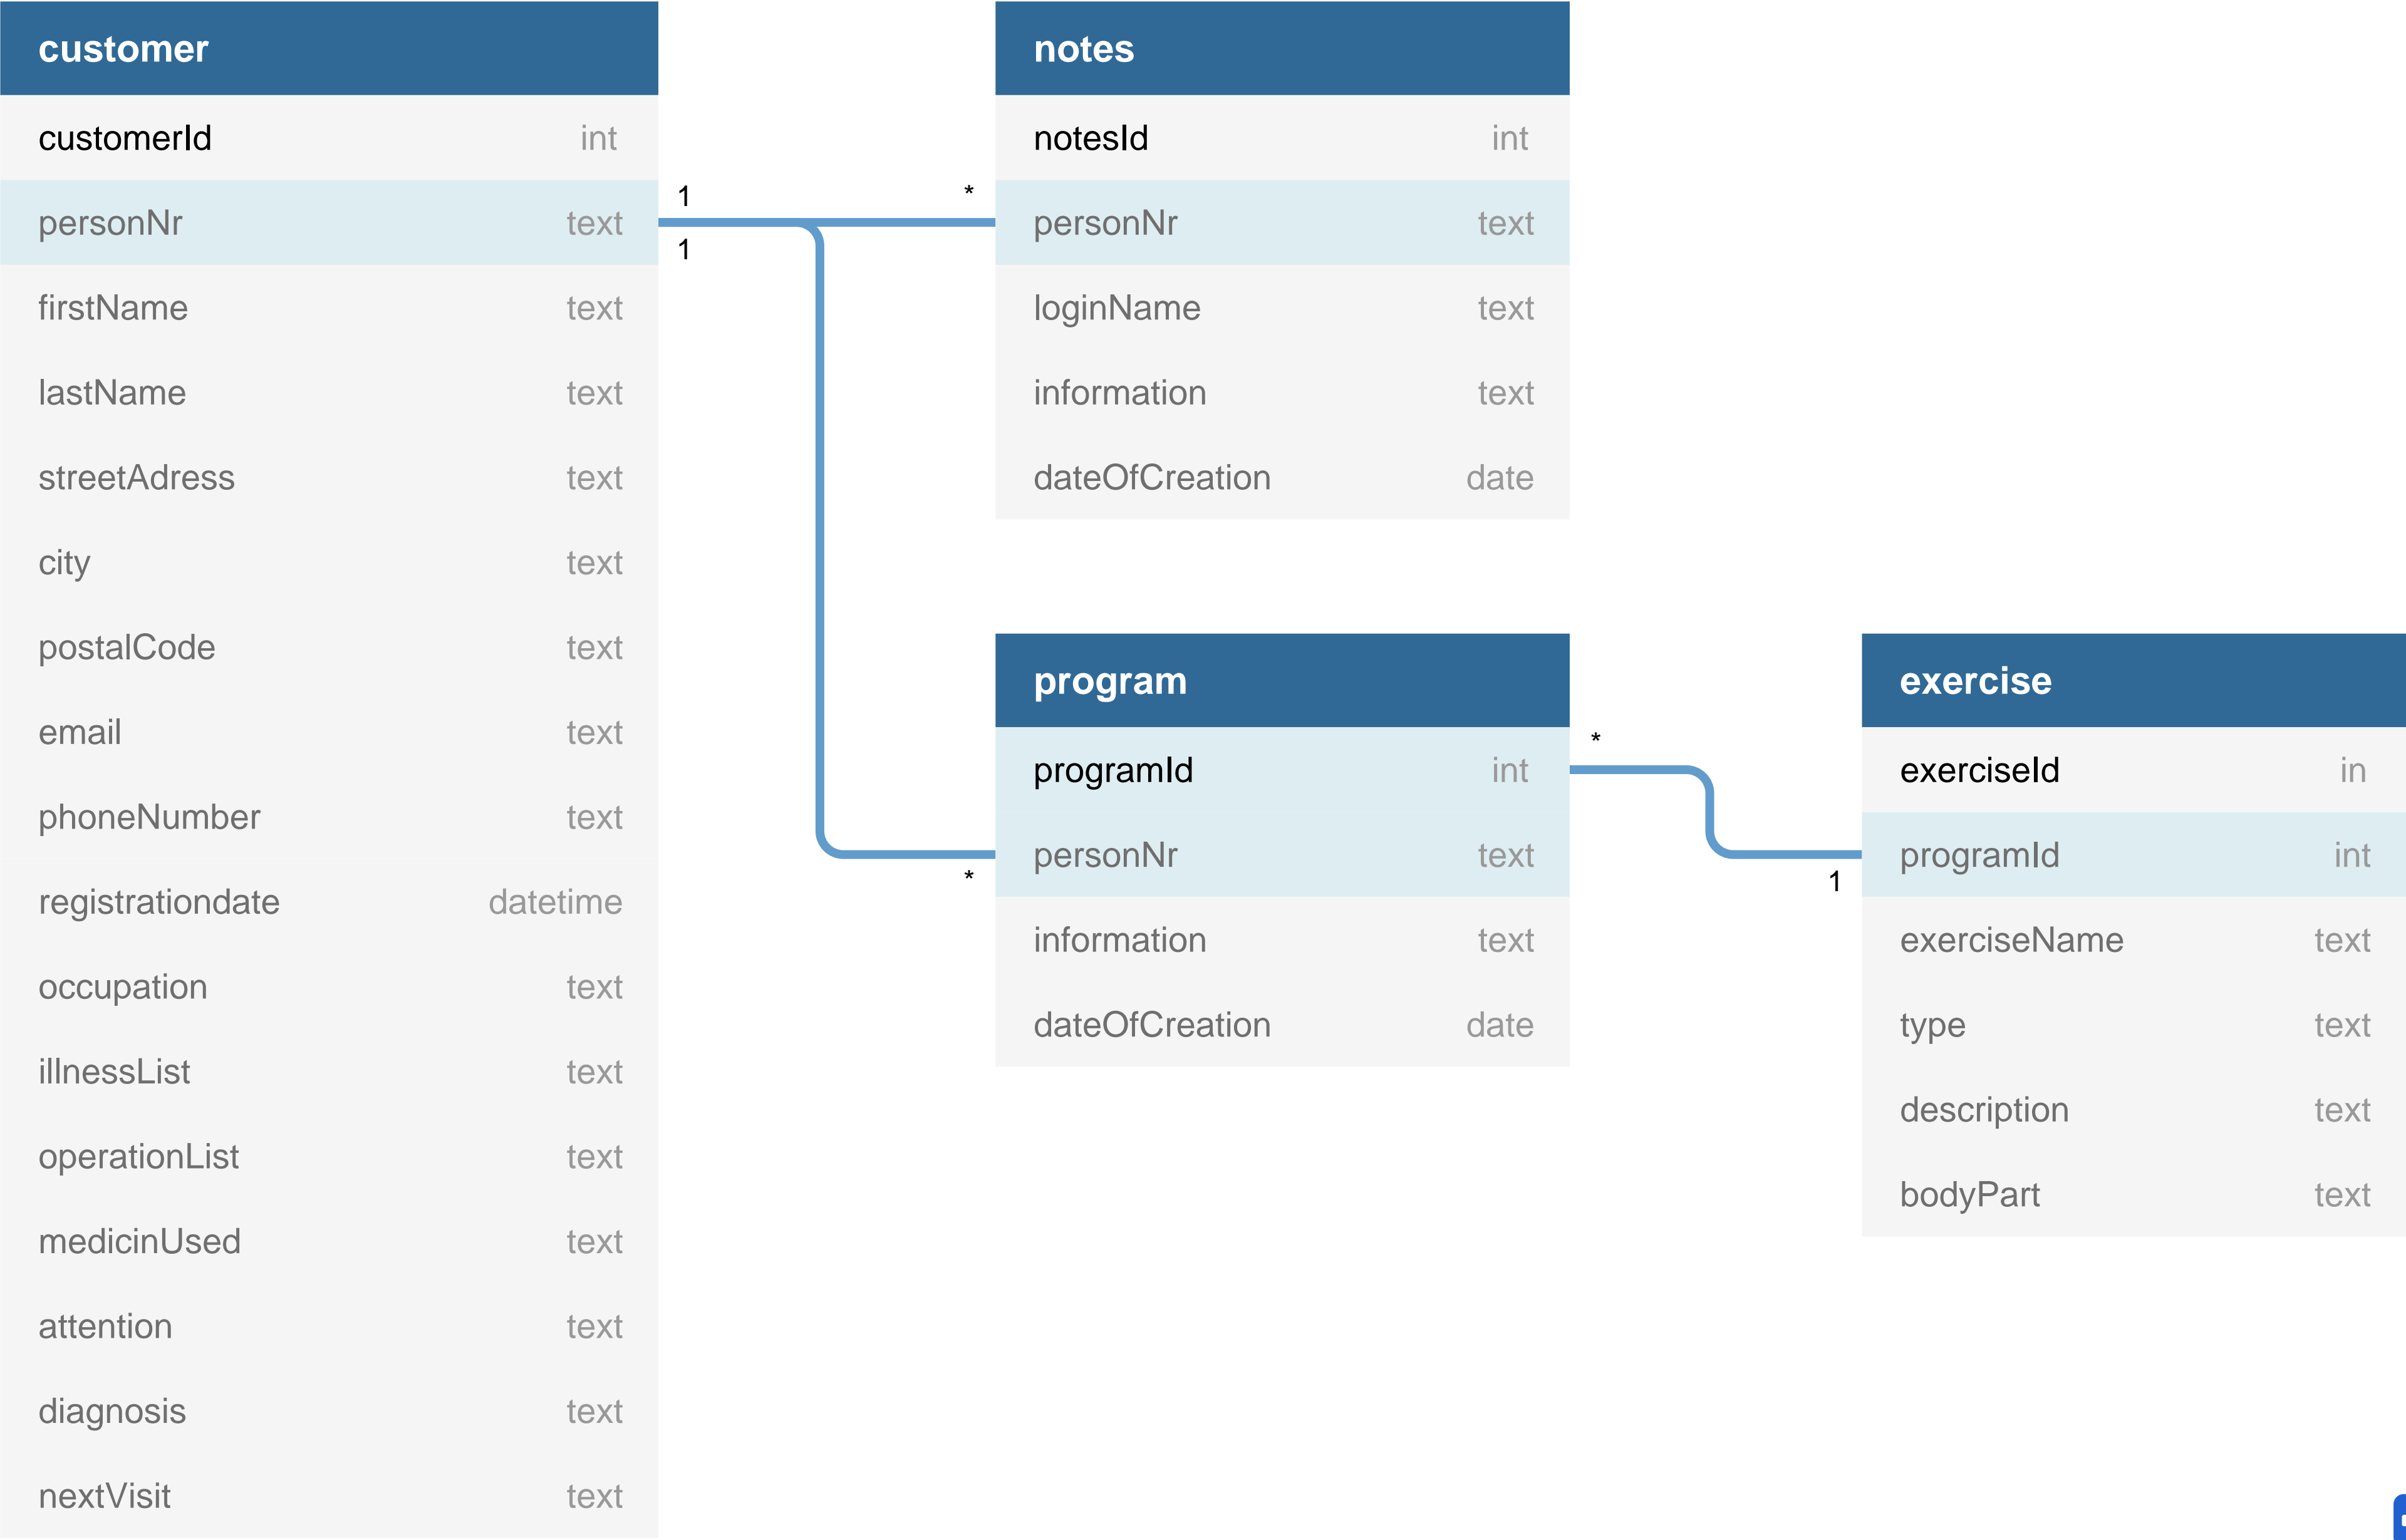 customer
customerId int
personNr text
firstName text
lastName text
streetAdress text
city text
postalCode text
email text
phoneNumber text
registrationdate datetime
occupation text
illnessList text
operationList text
medicinUsed text
attention text
diagnosis text
nextVisit text
1 *
1
*
notes
notesId int
personNr text
loginName text
information text
dateOfCreation date
program
programId int
personNr text
information text
dateOfCreation date
*
1
exercise
exerciseId in
programId int
exerciseName text
type text
description text
bodyPart text